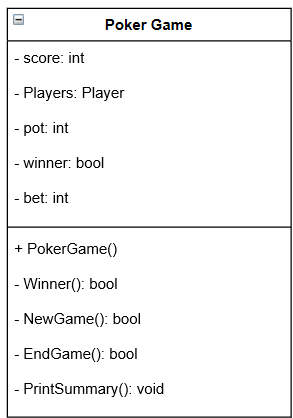 Poker Game
- score: int
- Players: Player
- pot: int
- winner: bool
- bet: int
+ PokerGame()
- Winner(): bool
- NewGame(): bool
- EndGame(): bool
- PrintSummary(): void